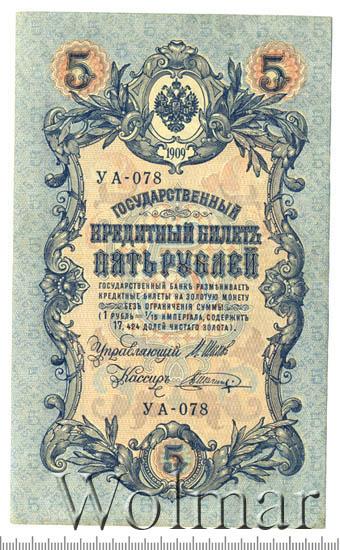 5 5
1909
УА-078
ГОСУДАРСТВЕННЫЙ
КРЕДИТНЫЙ БИЛЕТЪ
ПЯТЬ РУБЛЕЙ
ГОСУДАРСТВЕННЫЙ БАНКЪ РАЗМѢНИВАЕТЪ
КРЕДИТНЫЕ БИЛЕТЫ НА ЗОЛОТУЮ МОНЕТУ
БЕЗЪ ОГРАНИЧЕНІЯ СУММЫ
(1 РУБЛЬ = 1/15 ИМПЕРІАЛА, СОДЕРЖИТЪ
17,424 ДОЛЕЙ ЧИСТАГО ЗОЛОТА).
Управляющій
Кассиръ
УА-078
5
Wolmar